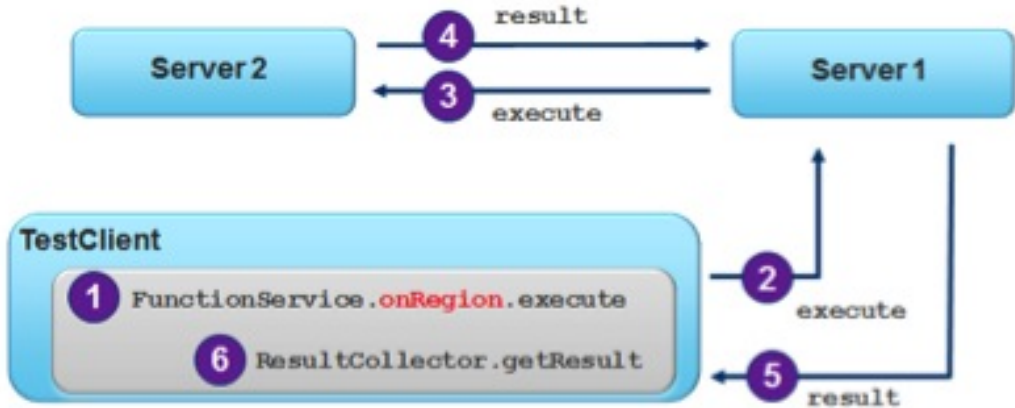 4 result
Server 2
Server 1
3 execute
TestClient
1 FunctionService.onRegion.execute
2 execute
6 ResultCollector.getResult
5 result